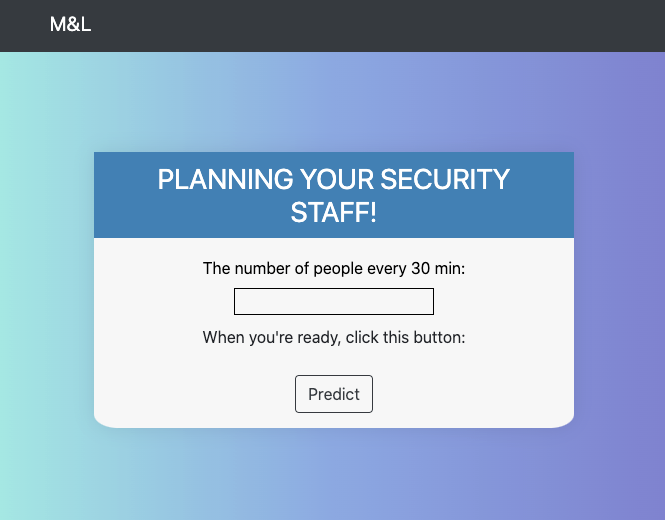 M&L
PLANNING YOUR SECURITY
STAFF!
The number of people every 30 min:
When you're ready, click this button:
Predict